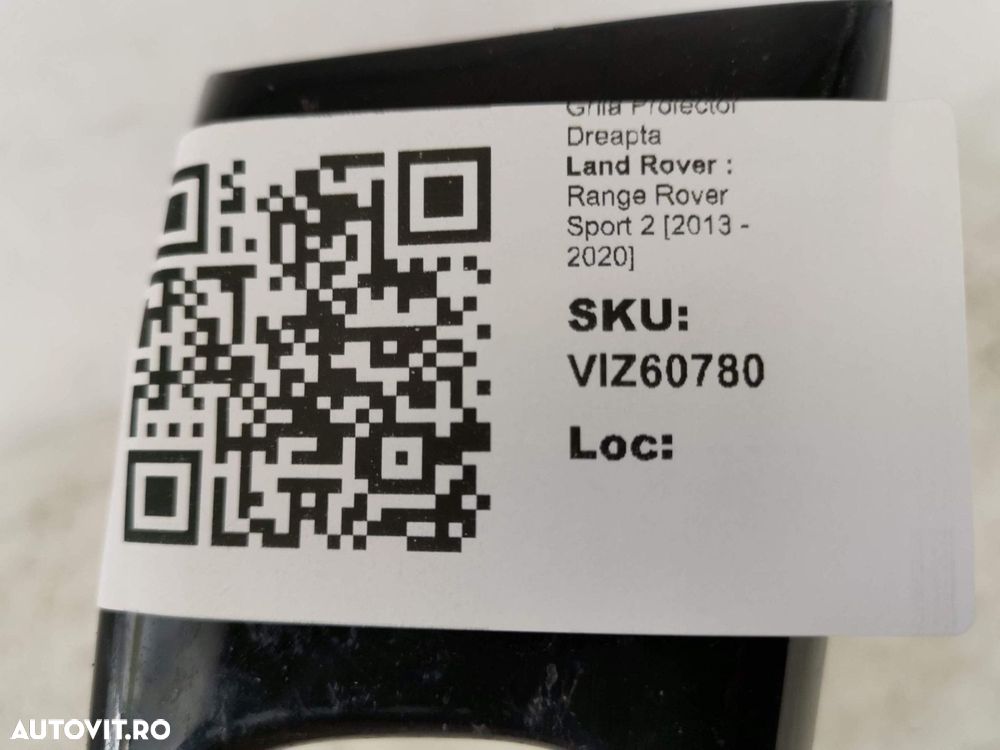 Grila Proiector
Dreapta
Land Rover :
Range Rover
Sport 2 [2013 -
2020]
SKU:
VIZ60780
Loc:
AUTOVIT.RO